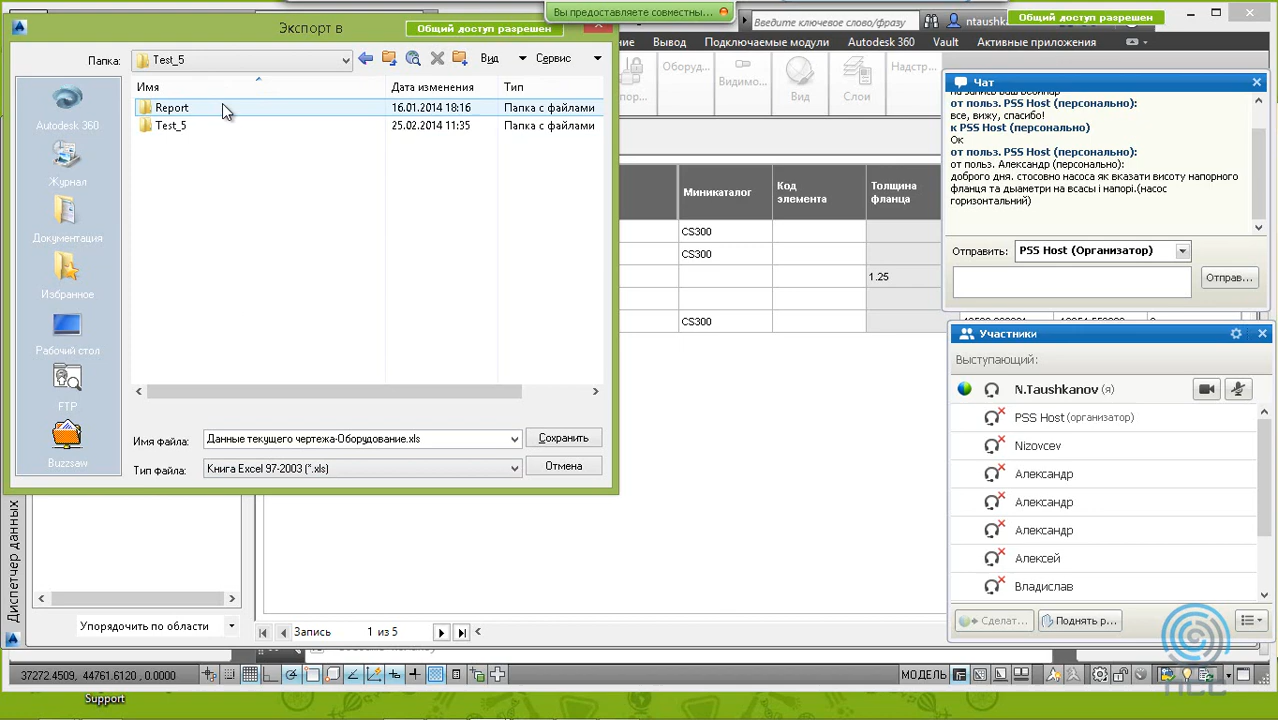 Вы предоставляете совместны...
Введите ключевое слово/фразу
ntaushk
Общий доступ разрешен
Экспорт в
Общий доступ разрешен
Вывод
Подключаемые модули
Autodesk 360
Vault
Активные приложения
Папка:
Test_5
Вид
Сервис
Имя
Дата изменения
Тип
Report
16.01.2014 18:16
Папка с файлами
Test_5
25.02.2014 11:35
Папка с файлами
Autodesk 360
Журнал
Документация
Избранное
Рабочий стол
FTP
Buzzsaw
Имя файла:
Данные текущего чертежа-Оборудование.xls
Сохранить
Тип файла:
Книга Excel 97-2003 (*.xls)
Отмена
Оборуд...
Видимо...
Вид
Слои
Надстр...
Миникаталог
Код элемента
Толщина фланца
CS300
CS300
1.25
CS300
Чат
от польз. PSS Host (персонально):
все, вижу, спасибо!
к PSS Host (персонально)
Ок
от польз. PSS Host (персонально):
от польз. Александр (персонально):
доброго дня. стосовно насоса як вказати висоту напорного
фланця та дыаметри на всасы і напорі.(насос
горизонтальний)
Отправить:
PSS Host (Организатор)
Отправ...
Участники
Выступающий:
N.Taushkanov (я)
PSS Host (организатор)
Nizovcev
Александр
Александр
Александр
Алексей
Владислав
Сделат...
Поднять р...
Диспетчер данных
Упорядочить по области
Запись
1 из 5
37272.4509, 44761.6120, 0.0000
МОДЕЛЬ
Support